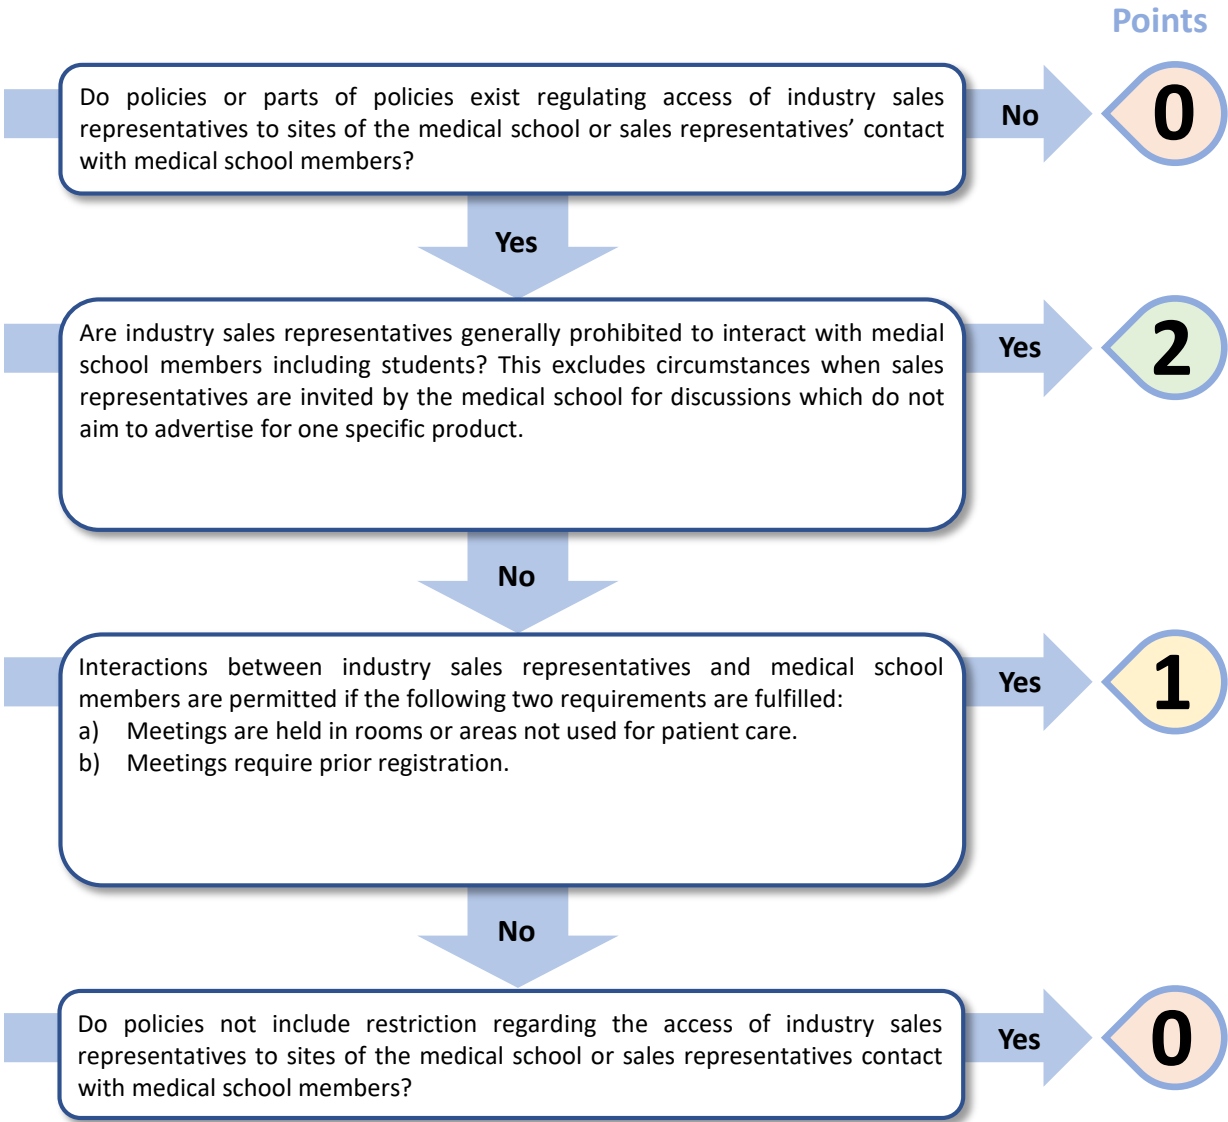 Points
Do policies or parts of policies exist regulating access of industry sales
representatives to sites of the medical school or sales representatives’ contact
with medical school members?
No
0
Yes
Are industry sales representatives generally prohibited to interact with medial
school members including students? This excludes circumstances when sales
representatives are invited by the medical school for discussions which do not
aim to advertise for one specific product.
Yes
2
No
Interactions between industry sales representatives and medical school
members are permitted if the following two requirements are fulfilled:
a) Meetings are held in rooms or areas not used for patient care.
b) Meetings require prior registration.
Yes
1
No
Do policies not include restriction regarding the access of industry sales
representatives to sites of the medical school or sales representatives contact
with medical school members?
Yes
0